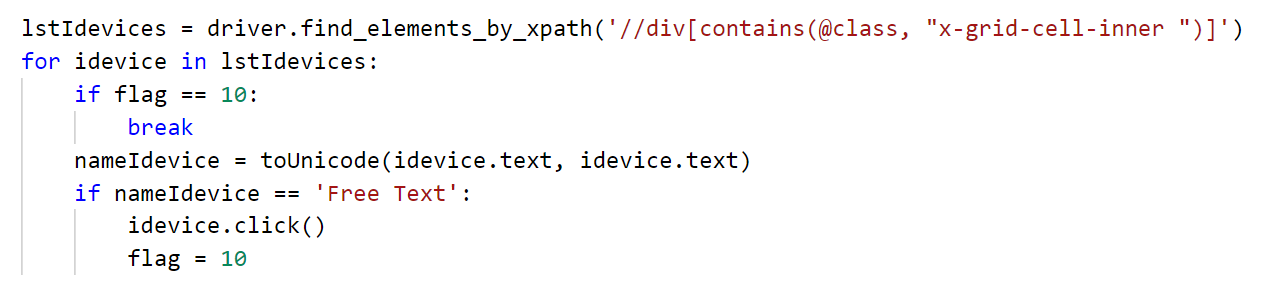 lstIdevices = driver.find_elements_by_xpath('//div[contains(@class, "x-grid-cell-inner ")]')
for idevice in lstIdevices:
    if flag == 10:
        break
    nameIdevice = toUnicode(idevice.text, idevice.text)
    if nameIdevice == 'Free Text':
        idevice.click()
        flag = 10